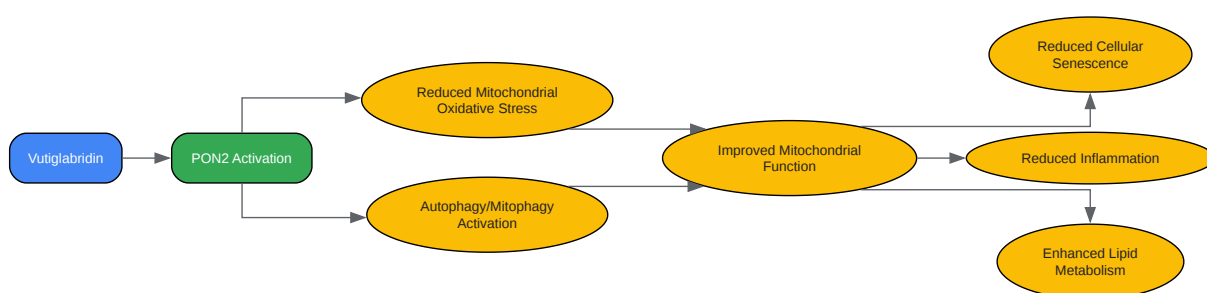 Vutiglabridin
PON2 Activation
Reduced Mitochondrial
Oxidative Stress
Autophagy/Mitophagy
Activation
Improved Mitochondrial
Function
Reduced Cellular
Senescence
Reduced Inflammation
Enhanced Lipid
Metabolism